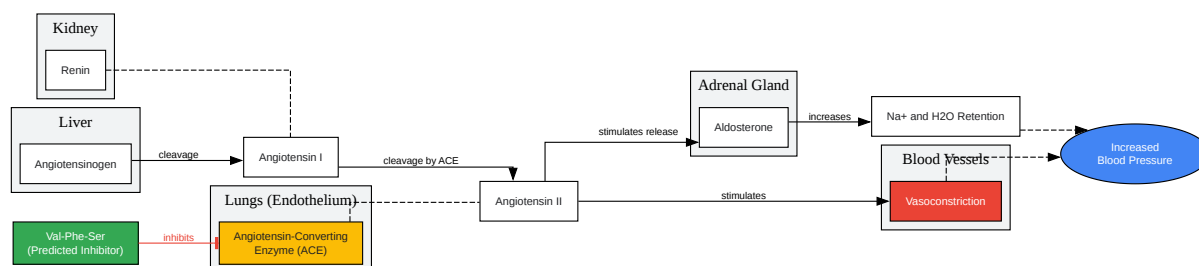 Kidney
Renin
Liver
Angiotensinogen
cleavage
Angiotensin I
cleavage by ACE
Lungs (Endothelium)
Val-Phe-Ser
(Predicted Inhibitor)
inhibits
Angiotensin-Converting
Enzyme (ACE)
Angiotensin II
stimulates release
Adrenal Gland
Aldosterone
increases
Na+ and H2O Retention
stimulates
Blood Vessels
Vasoconstriction
Increased
Blood Pressure